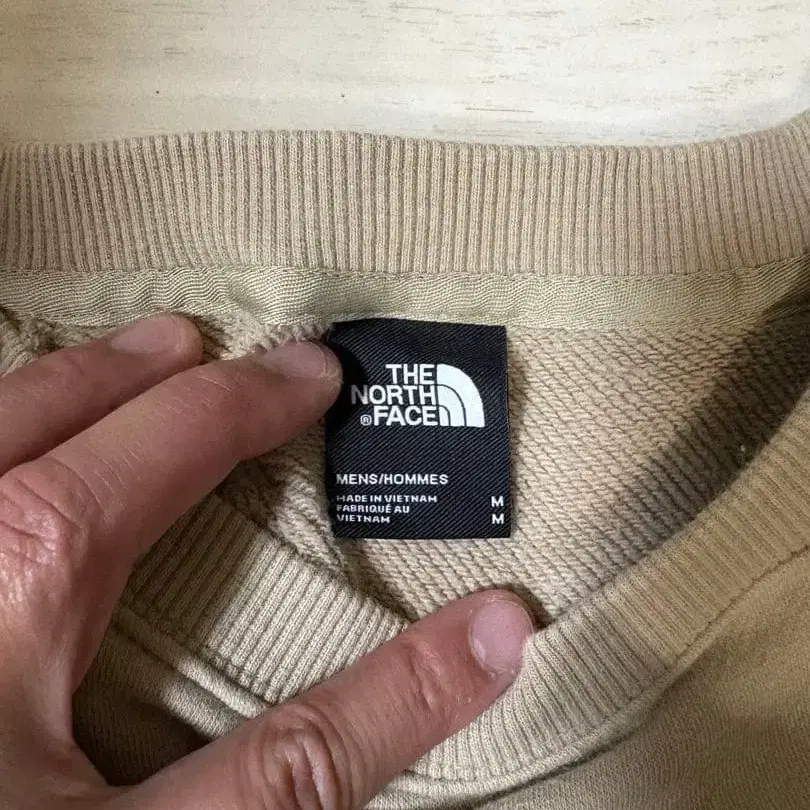 THE
NORTH
®FACE
MENS/HOMMES
MADE IN VIETNAM M
FABRIQUÉ AU
VIETNAM M